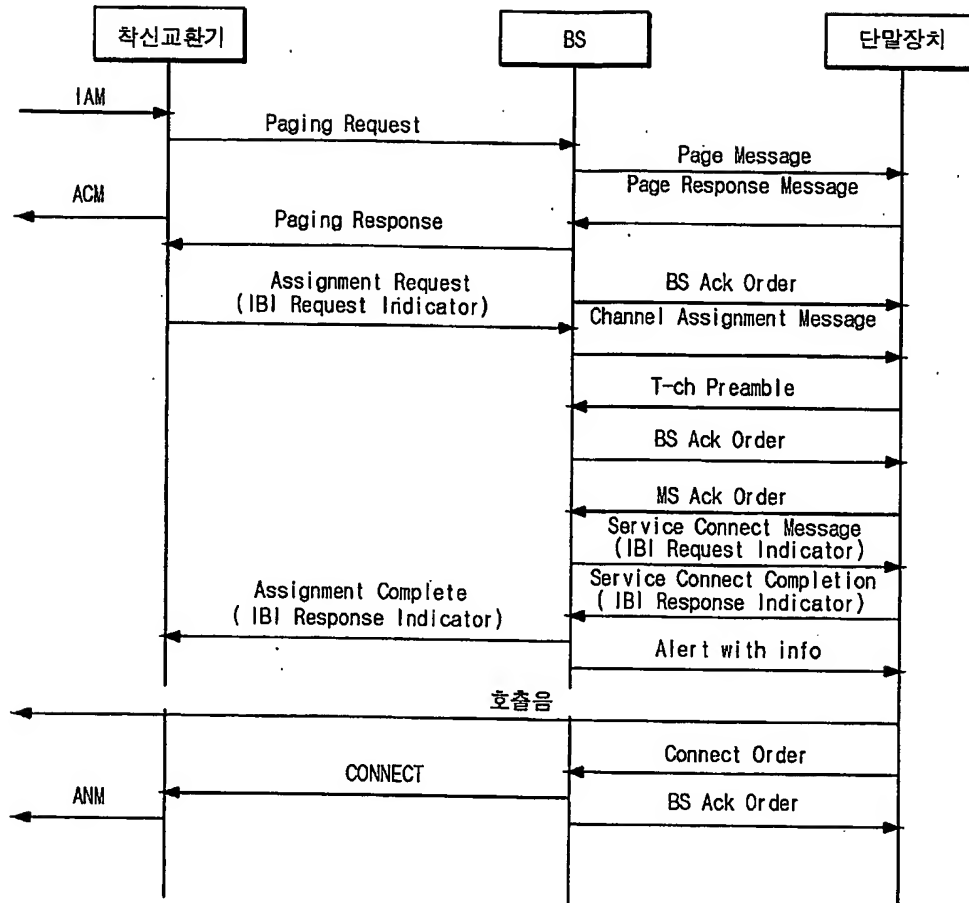 착신교환기
BS
단말장치
IAM
Paging Request
Page Message
Page Response Message
ACM
Paging Response
Assignment Request
(IBI Request Indicator)
BS Ack Order
Channel Assignment Message
T-ch Preamble
BS Ack Order
MS Ack Order
Service Connect Message
(IBI Request Indicator)
Service Connect Completion
(IBI Response Indicator)
Assignment Complete
(IBI Response Indicator)
Alert with info
호출음
Connect Order
CONNECT
ANM
BS Ack Order